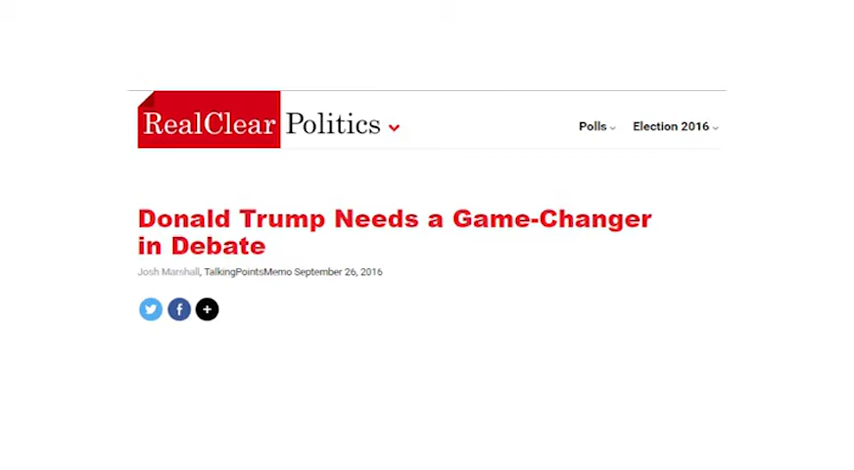 RealClear Politics
Polls Election 2016
Donald Trump Needs a Game-Changer
in Debate
Josh Marshall, TalkingPointsMemo September 26, 2016